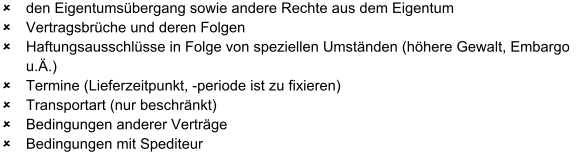 × den Eigentumsübergang sowie andere Rechte aus dem Eigentum
× Vertragsbrüche und deren Folgen
× Haftungsausschlüsse in Folge von speziellen Umständen (höhere Gewalt, Embargo
u.Ä.)
× Termine (Lieferzeitpunkt, -periode ist zu fixieren)
× Transportart (nur beschränkt)
× Bedingungen anderer Verträge
× Bedingungen mit Spediteur